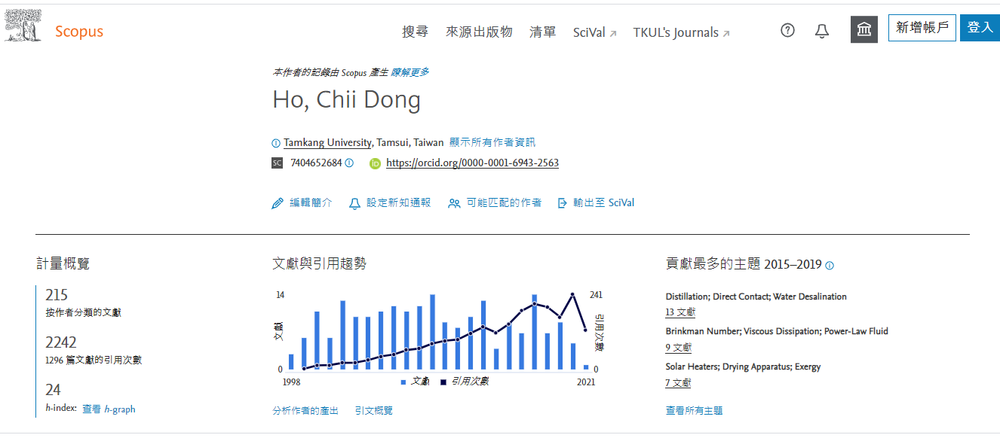 Scopus
搜尋 來源出版物 清單 SciVal ↗ TKUL's Journals ↗ 新增帳戶 登入
本作者的記錄由 Scopus 產生 瞭解更多
Ho, Chii Dong
Tamkang University, Tamsui, Taiwan 顯示所有作者資訊
SC 7404652684 iD https://orcid.org/0000-0001-6943-2563
編輯簡介 設定新知通報 可能匹配的作者 輸出至 SciVal
計量概覽
215
按作者分類的文獻
2242
1296 篇文獻的引用次數
24
h-index: 查看 h-graph
文獻與引用趨勢
14 241
文獻 引用次數
0 0
1998 2021
文獻 引用次數
分析作者的產出 引文概覽
貢獻最多的主題 2015–2019
Distillation; Direct Contact; Water Desalination
13 文獻
Brinkman Number; Viscous Dissipation; Power-Law Fluid
9 文獻
Solar Heaters; Drying Apparatus; Exergy
7 文獻
查看所有主題